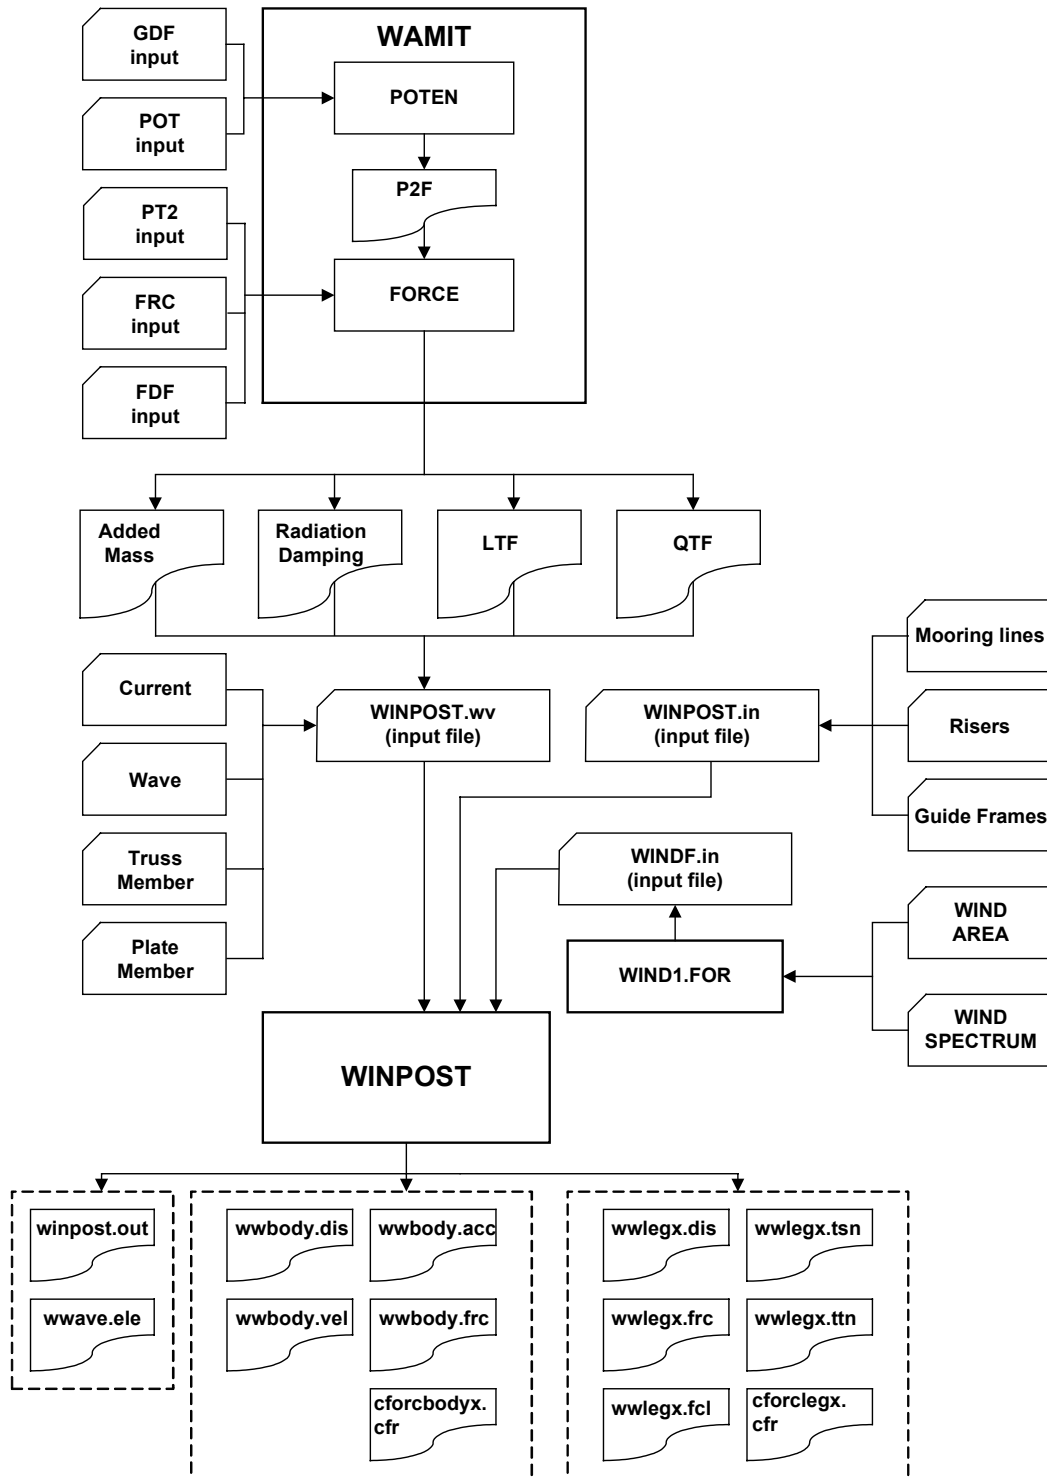 GDF
input
WAMIT
POTEN
POT
input
P2F
PT2
input
FORCE
FRC
input
FDF
input
Added
Mass
Radiation
Damping
LTF
QTF
Mooring lines
Current
WINPOST.wv
(input file)
WINPOST.in
(input file)
Risers
Wave
Guide Frames
Truss
Member
WINDF.in
(input file)
WIND
AREA
Plate
Member
WIND1.FOR
WIND
SPECTRUM
WINPOST
winpost.out
wwbody.dis
wwbody.acc
wwlegx.dis
wwlegx.tsn
wwave.ele
wwbody.vel
wwbody.frc
wwlegx.frc
wwlegx.ttn
cforcbodyx.
cfr
wwlegx.fcl
cforclegx.
cfr